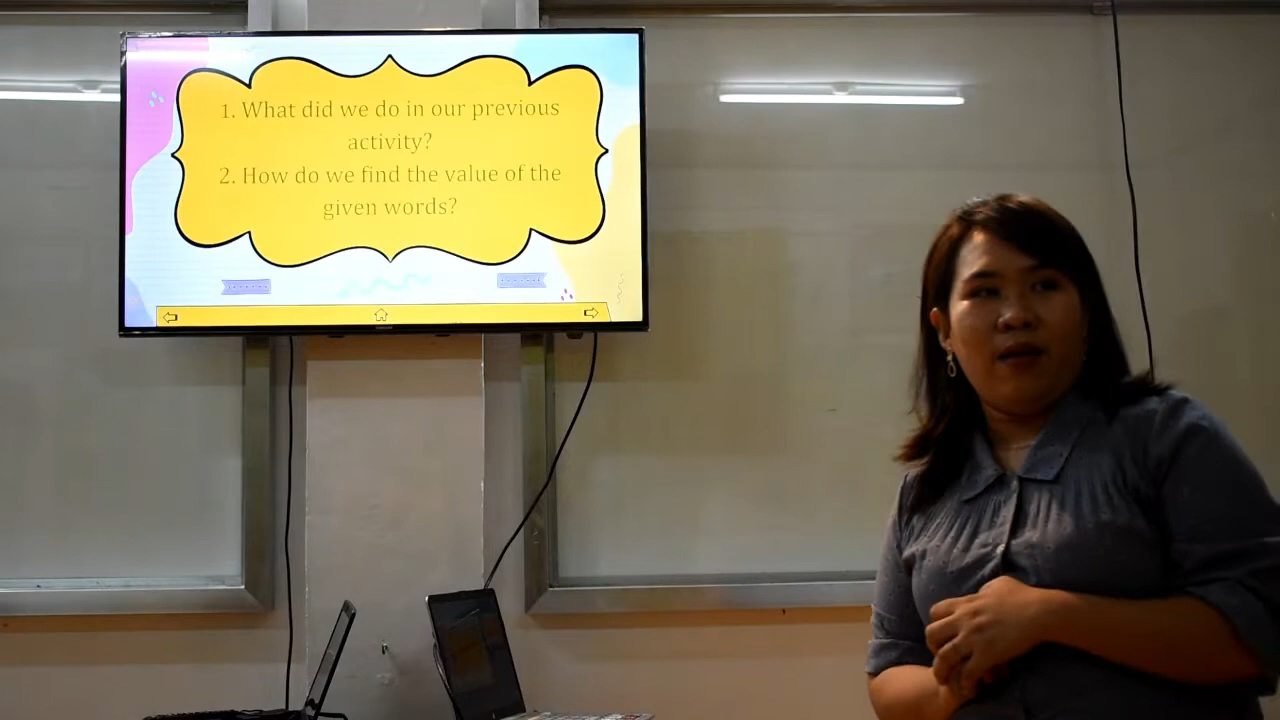 1. What did we do in our previous
activity?
2. How do we find the value of the
given words?